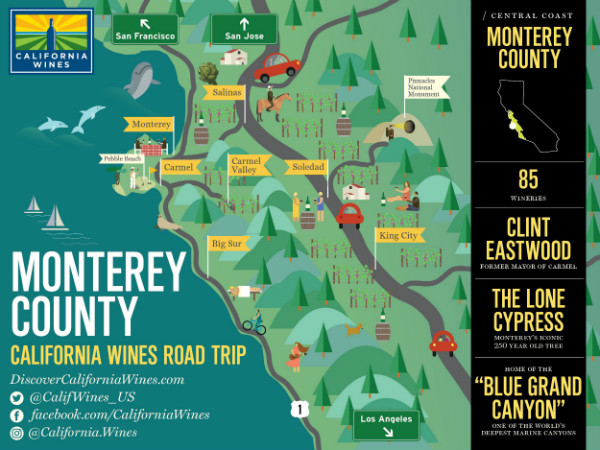 CALIFORNIA
WINES
San Francisco
San Jose
Salinas
Pinnacles
National
Monument
Monterey
Pebble Beach
Carmel
Carmel
Valley
Soledad
King City
Big Sur
MONTEREY
COUNTY
CALIFORNIA WINES ROAD TRIP
DiscoverCaliforniaWines.com
@CalifWines_US
facebook.com/CaliforniaWines
@California.Wines
1
Los Angeles
/ CENTRAL COAST
MONTEREY
COUNTY
85
WINERIES
CLINT
EASTWOOD
FORMER MAYOR OF CARMEL
THE LONE
CYPRESS
MONTEREY'S ICONIC
250 YEAR OLD TREE
HOME OF THE
"BLUE GRAND
CANYON"
ONE OF THE WORLD'S
DEEPEST MARINE CANYONS